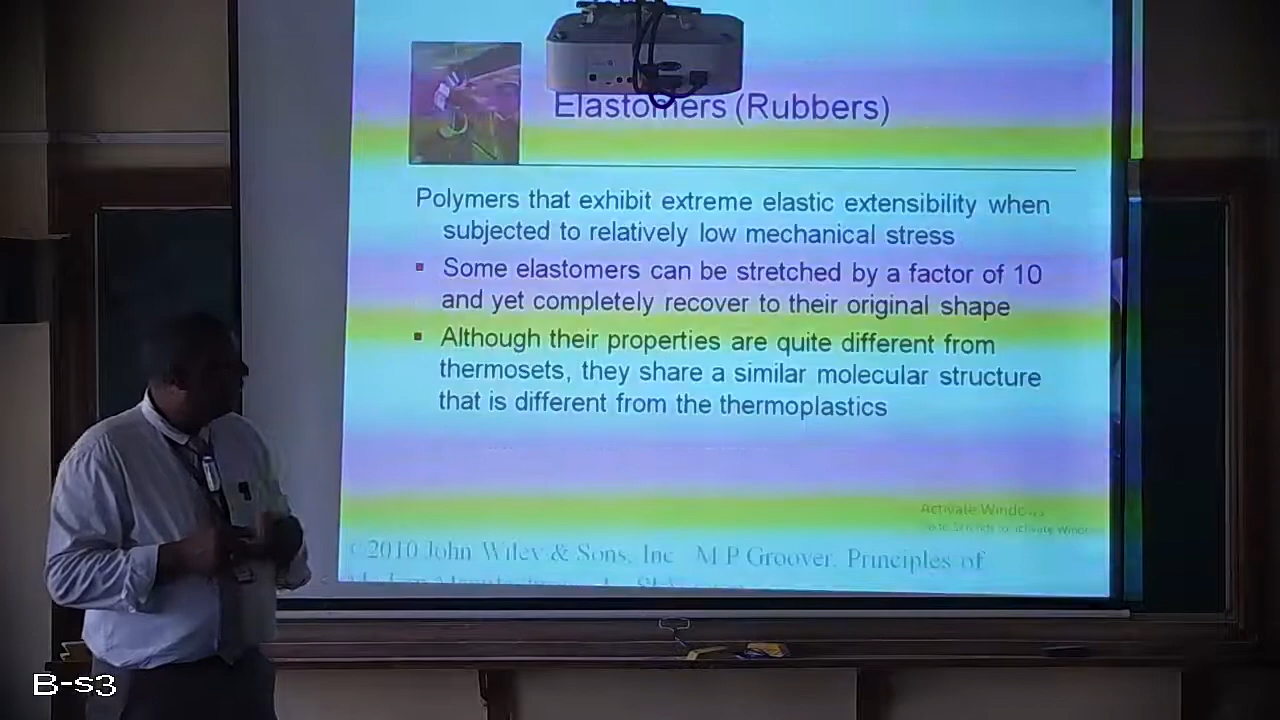 Elastomers (Rubbers)
Polymers that exhibit extreme elastic extensibility when
subjected to relatively low mechanical stress
Some elastomers can be stretched by a factor of 10
and yet completely recover to their original shape
Although their properties are quite different from
thermosets, they share a similar molecular structure
that is different from the thermoplastics
Activate Windows
2010 John Wiley & Sons, Inc M P Groover, Principles of
B-s3